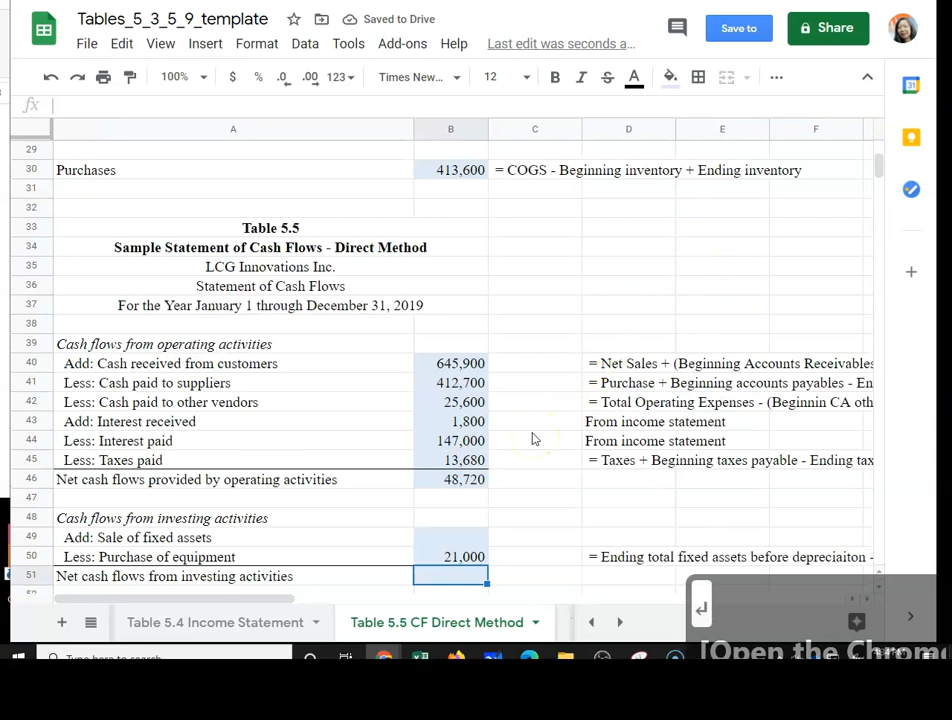 Tables_5_3_5_9_template Saved to Drive
File Edit View Insert Format Data Tools Add-ons Help Last edit was seconds a...
Save to
Share
100% $ % .0 .00 123 Times New... 12 B I S A
31
fx
A B C D E F
29
30 Purchases 413,600 = COGS - Beginning inventory + Ending inventory
31
32
33 Table 5.5
34 Sample Statement of Cash Flows - Direct Method
35 LCG Innovations Inc.
36 Statement of Cash Flows
37 For the Year January 1 through December 31, 2019
38
39 Cash flows from operating activities
40 Add: Cash received from customers 645,900 = Net Sales + (Beginning Accounts Receivables
41 Less: Cash paid to suppliers 412,700 = Purchase + Beginning accounts payables - En
42 Less: Cash paid to other vendors 25,600 = Total Operating Expenses - (Beginnin CA oth
43 Add: Interest received 1,800 From income statement
44 Less: Interest paid 147,000 From income statement
45 Less: Taxes paid 13,680 = Taxes + Beginning taxes payable - Ending tax
46 Net cash flows provided by operating activities 48,720
47
48 Cash flows from investing activities
49 Add: Sale of fixed assets
50 Less: Purchase of equipment 21,000 = Ending total fixed assets before depreciaiton -
51 Net cash flows from investing activities
Table 5.4 Income Statement Table 5.5 CF Direct Method
Type here to search
[Open the Chrome